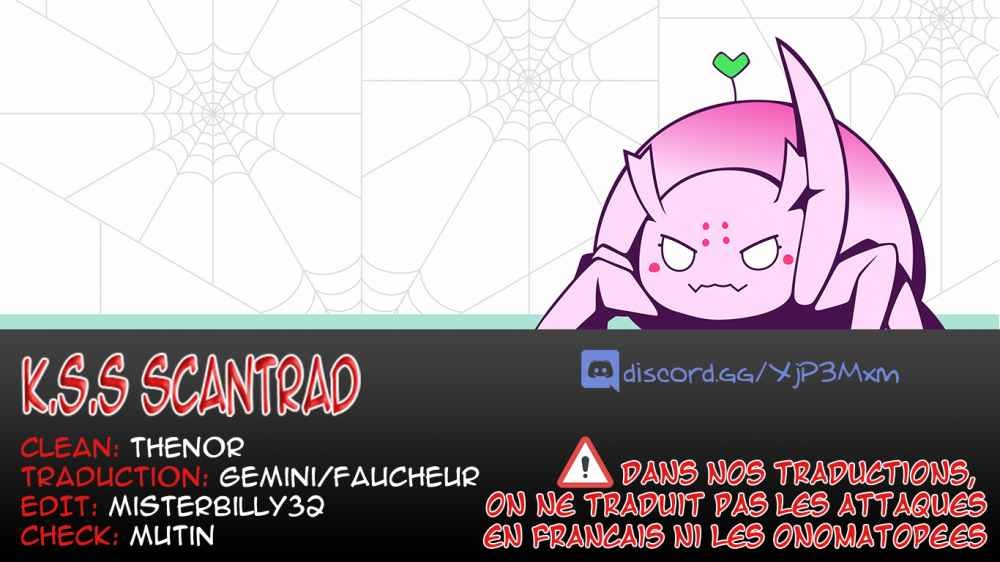 K.S.S SCANTRAD
discord.gg/XjP3Mxm
CLEAN: THENOR
TRADUCTION: GEMINI/FAUCHEUR
EDIT: MISTERBILLY32
CHECK: MUTIN
! DANS NOS TRADUCTIONS,
ON NE TRADUIT PAS LES ATTAQUES
EN FRANCAIS NI LES ONOMATOPEES